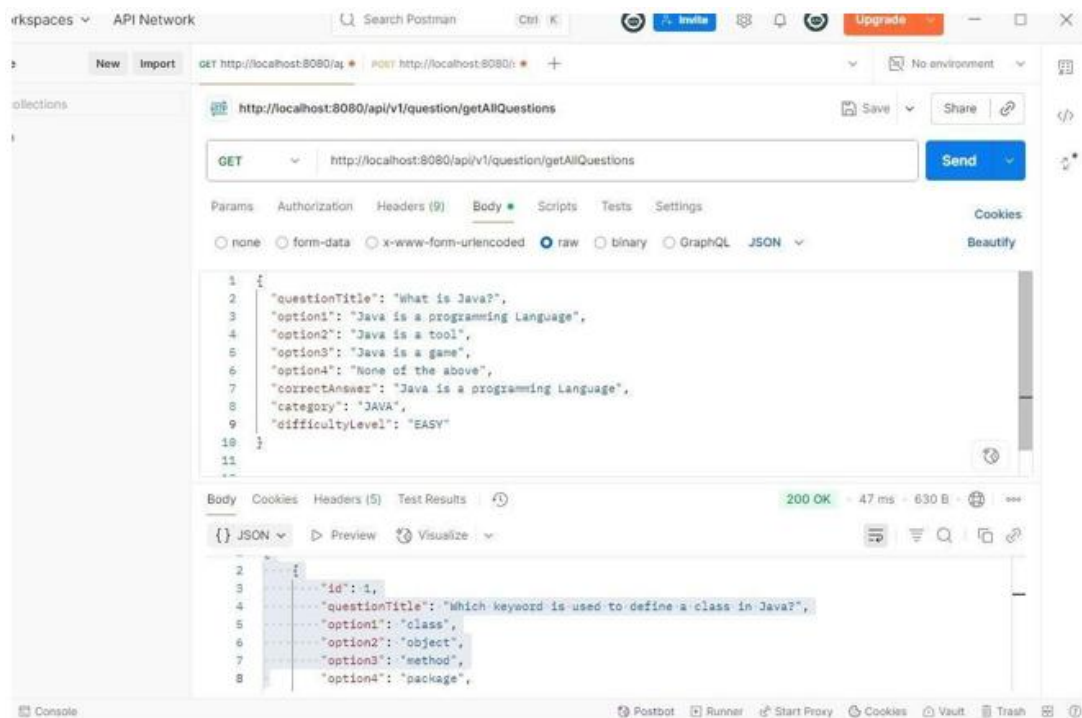 rkspaces API Network Search Postman Ctrl K Invite Upgrade
New Import GET http://localhost:8080/ap POST http://localhost:8080/ No environment
ollections
http://localhost:8080/api/v1/question/getAllQuestions Save Share
GET http://localhost:8080/api/v1/question/getAllQuestions Send
Params Authorization Headers (9) Body Scripts Tests Settings Cookies
none form-data x-www-form-urlencoded raw binary GraphQL JSON Beautify
1 {
2 "questionTitle": "What is Java?",
3 "option1": "Java is a programming Language",
4 "option2": "Java is a tool",
5 "option3": "Java is a game",
6 "option4": "None of the above",
7 "correctAnswer": "Java is a programming Language",
8 "category": "JAVA",
9 "difficultyLevel": "EASY"
10 }
11
Body Cookies Headers (5) Test Results 200 OK 47 ms 630 B
{} JSON Preview Visualize
2 {
3 "id": 1,
4 "questionTitle": "Which keyword is used to define a class in Java?",
5 "option1": "class",
6 "option2": "object",
7 "option3": "method",
8 "option4": "package",
Console Postbot Runner Start Proxy Cookies Vault Trash